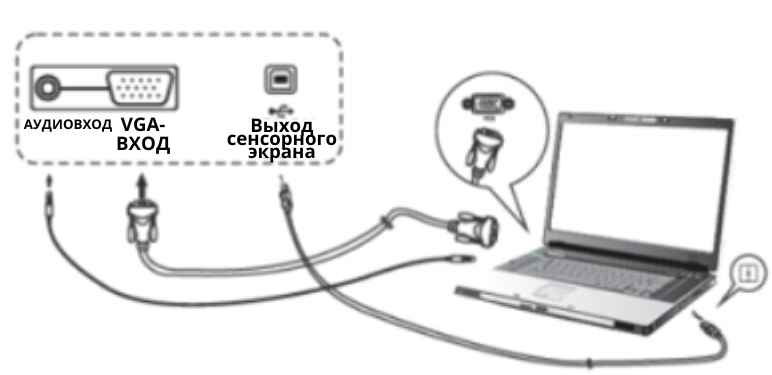 АУДИОВХОД
VGA-
ВХОД
Выход
сенсорного
экрана